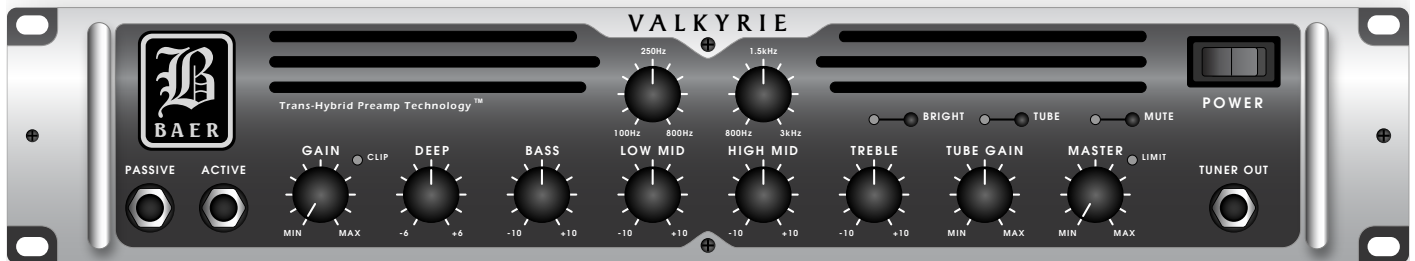 VALKYRIE
B
BAER
Trans-Hybrid Preamp Technology™
250Hz
100Hz 800Hz
1.5kHz
800Hz 3kHz
BRIGHT TUBE MUTE
POWER
PASSIVE ACTIVE
GAIN CLIP DEEP BASS LOW MID HIGH MID TREBLE TUBE GAIN MASTER LIMIT
TUNER OUT
MIN MAX -6 +6 -10 +10 -10 +10 -10 +10 -10 +10 MIN MAX MIN MAX